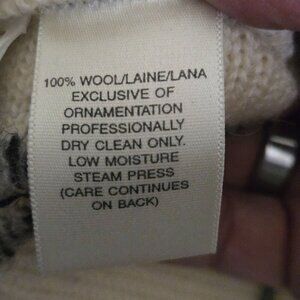 100% WOOL/LAINE/LANA
EXCLUSIVE OF
ORNAMENTATION
PROFESSIONALLY
DRY CLEAN ONLY.
LOW MOISTURE
STEAM PRESS
(CARE CONTINUES
ON BACK)